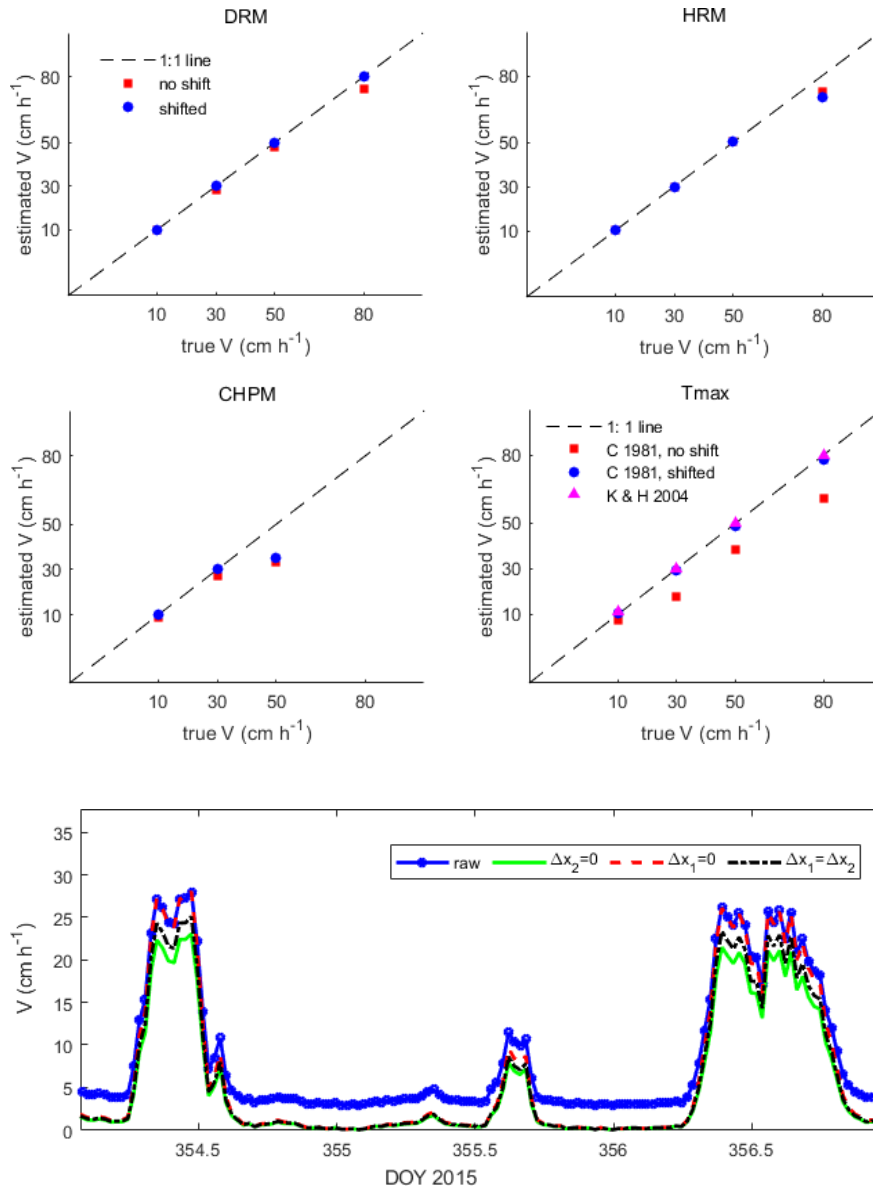 DRM
1:1 line
no shift
shifted
80
50
30
10
estimated V (cm h⁻¹)
10 30 50 80
true V (cm h⁻¹)
HRM
80
50
30
10
estimated V (cm h⁻¹)
10 30 50 80
true V (cm h⁻¹)
CHPM
80
50
30
10
estimated V (cm h⁻¹)
10 30 50 80
true V (cm h⁻¹)
Tmax
1: 1 line
C 1981, no shift
C 1981, shifted
K & H 2004
80
50
30
10
estimated V (cm h⁻¹)
10 30 50 80
true V (cm h⁻¹)
raw Δx₂=0 Δx₁=0 Δx₁=Δx₂
35
30
25
20
15
10
5
0
V (cm h⁻¹)
354.5 355 355.5 356 356.5
DOY 2015